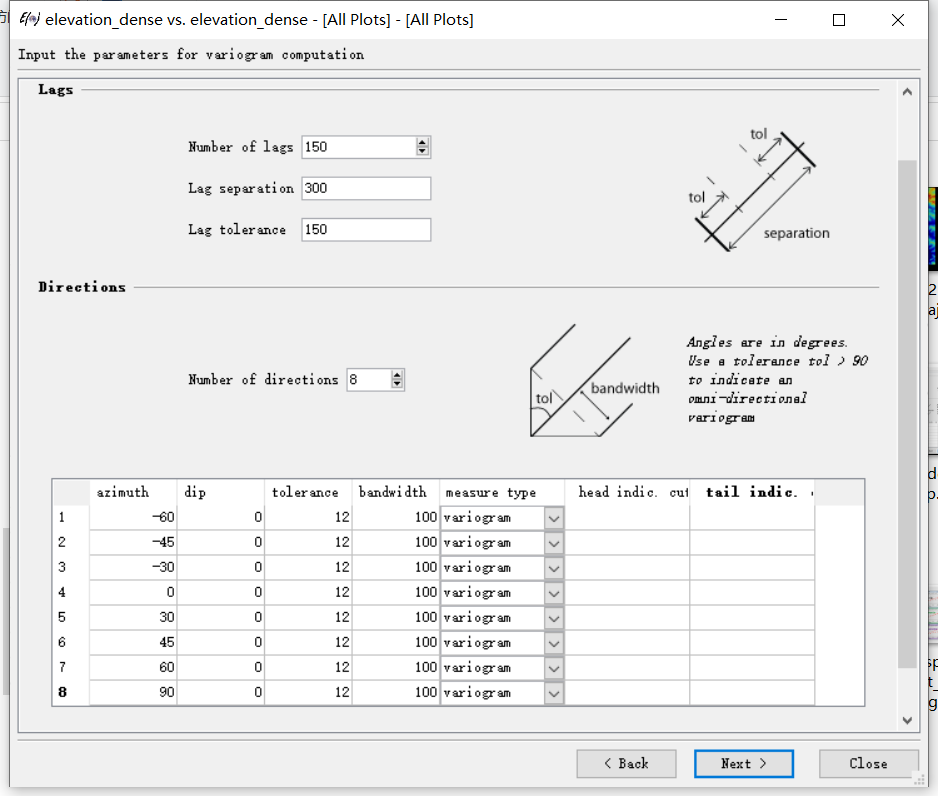 elevation_dense vs. elevation_dense - [All Plots] - [All Plots]
Input the parameters for variogram computation
Lags
Number of lags 150
Lag separation 300
Lag tolerance 150
tol
tol
separation
Directions
Number of directions 8
tol
bandwidth
Angles are in degrees.
Use a tolerance tol > 90
to indicate an
omni-directional
variogram
azimuth dip tolerance bandwidth measure type head indic. cut tail indic.
1 -60 0 12 100 variogram
2 -45 0 12 100 variogram
3 -30 0 12 100 variogram
4 0 0 12 100 variogram
5 30 0 12 100 variogram
6 45 0 12 100 variogram
7 60 0 12 100 variogram
8 90 0 12 100 variogram
< Back
Next >
Close